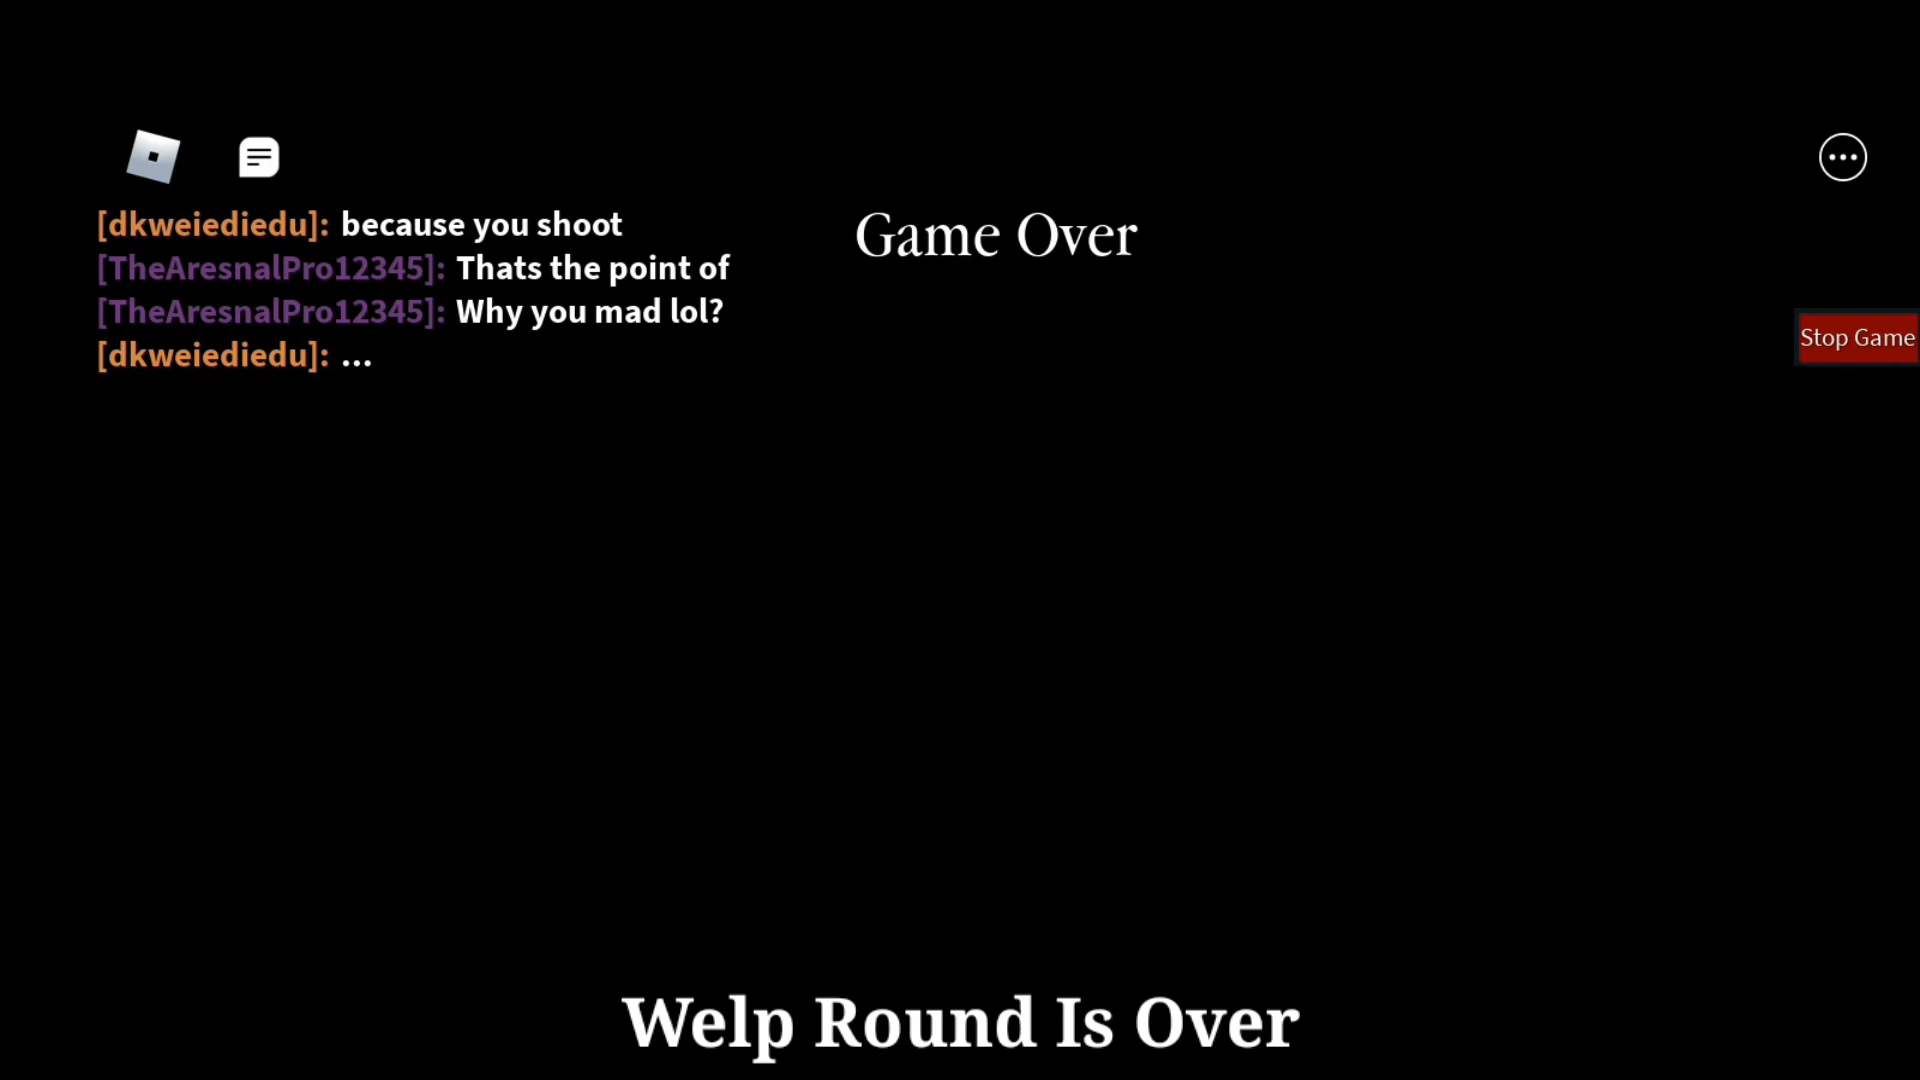 [dkweiediedu]: because you shoot
Game Over
[TheAresnalPro12345]: Thats the point of
[TheAresnalPro12345]: Why you mad lol?
Stop Game
[dkweiediedu]: ...
Welp Round Is Over